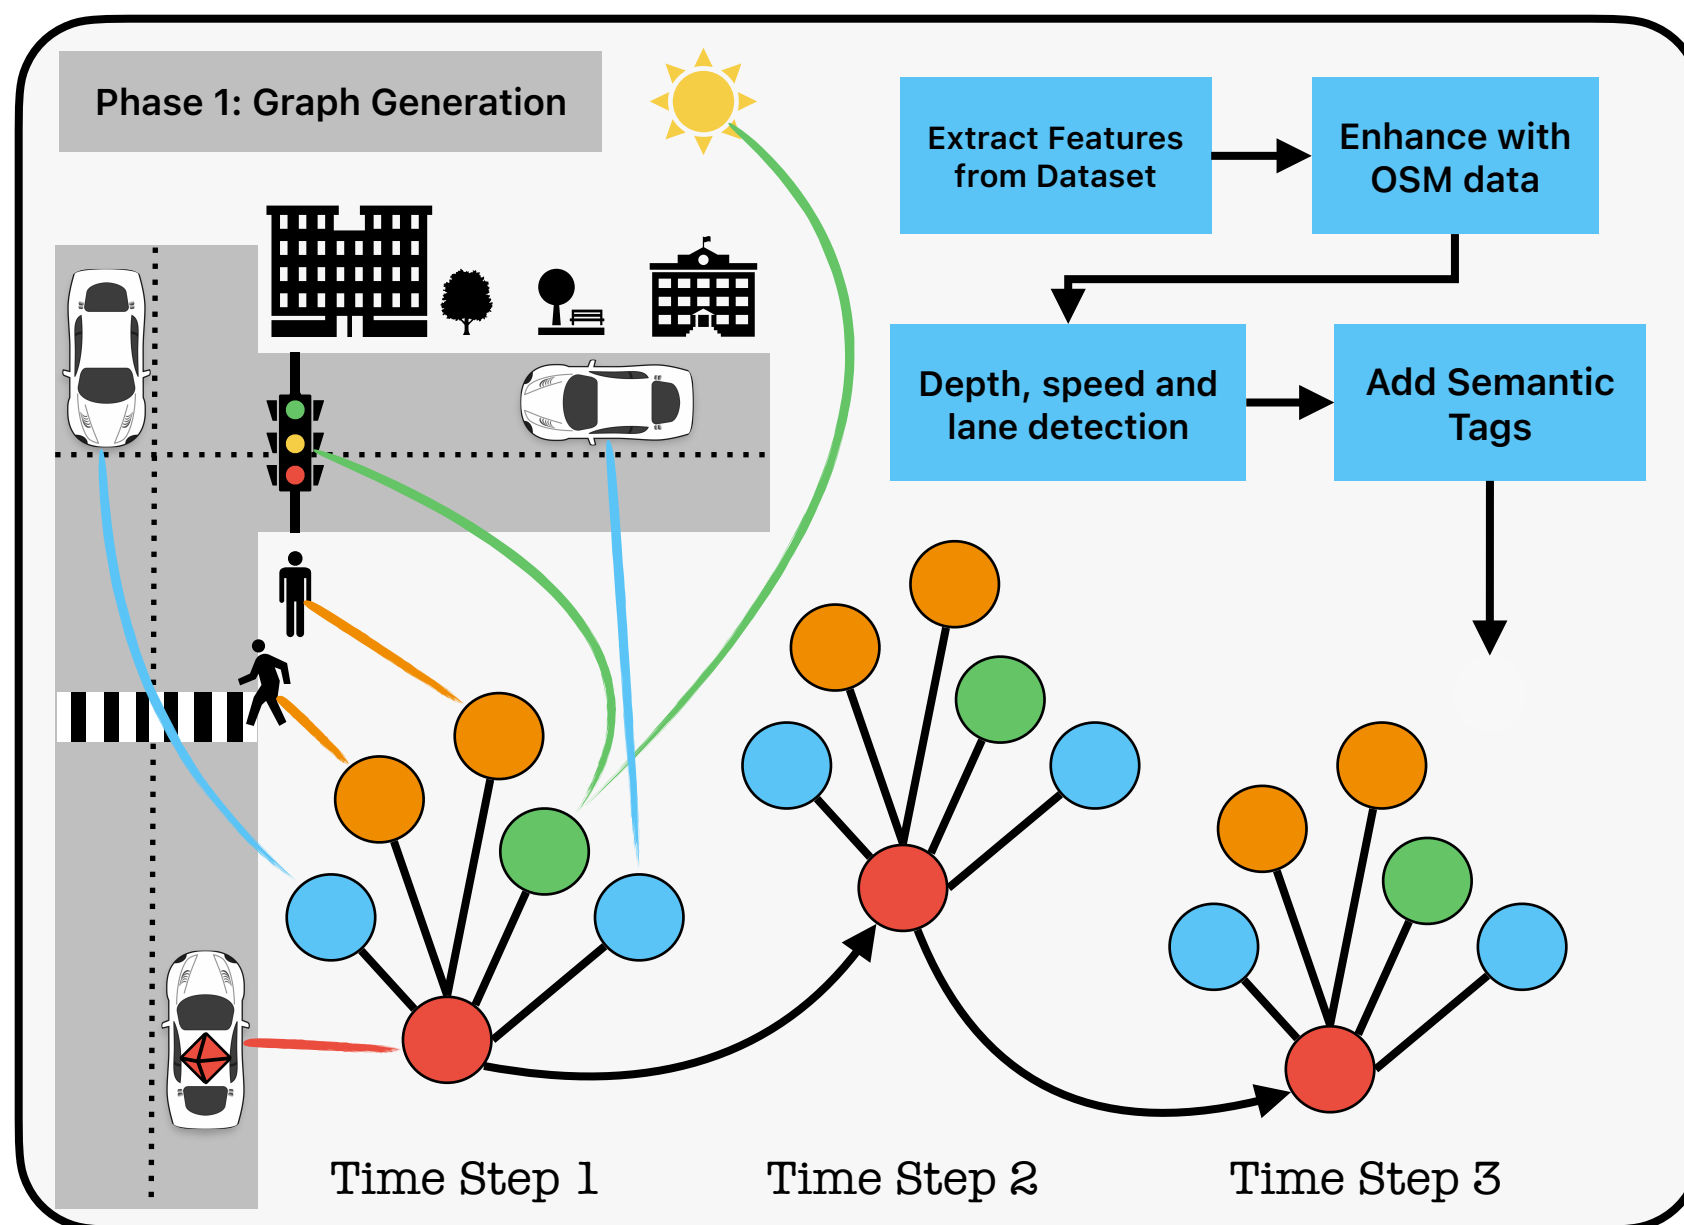 Phase 1: Graph Generation
Extract Features
from Dataset
Enhance with
OSM data
Depth, speed and
lane detection
Add Semantic
Tags
Time Step 1
Time Step 2
Time Step 3